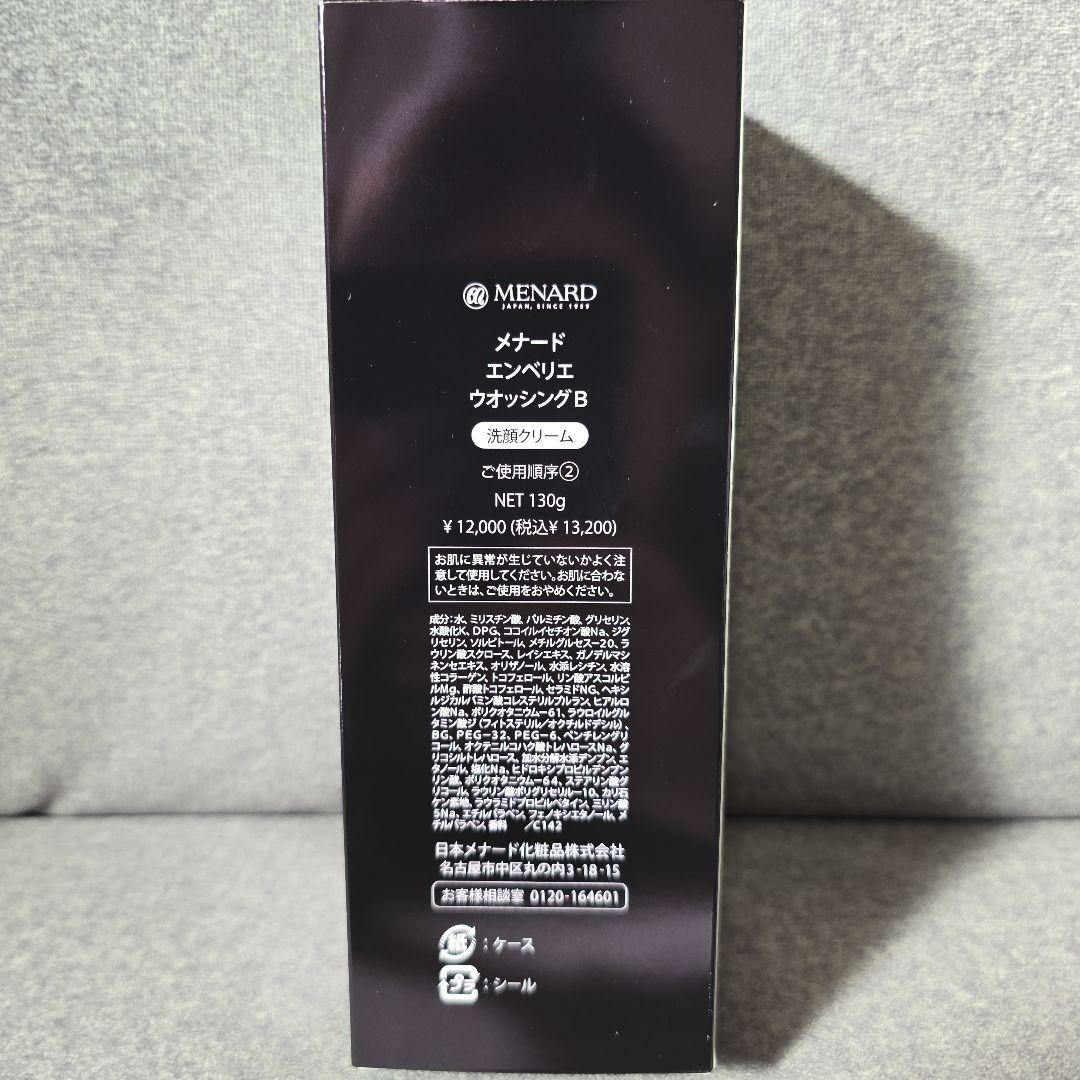 MENARD
JAPAN, SINCE 1959
メナード
エンベリエ
ウオッシングB
洗顔クリーム
ご使用順序②
NET 130g
¥12,000 (税込¥13,200)
お肌に異常が生じていないかよく注
意して使用してください。お肌に合わな
いときは、ご使用をおやめください。
成分:水、ミリスチン酸、パルミチン酸、グリセリン、
水酸化K、DPG、ココイルイセチオン酸Na、ジグ
リセリン、ソルビトール、メチルグルセスー20、ラ
ウリン酸スクロース、レイシエキス、ガノデルマシ
ネンセエキス、オリザノール、水添レシチン、水溶
性コラーゲン、トコフェロール、リン酸アスコルビ
ルMg、酢酸トコフェロール、セラミドNG、ヘキシ
ルジカルバミン酸コレステリルプルラン、ヒアルロ
ン酸Na、ポリクオタニウムー61、ラウロイルグル
タミン酸ジ(フィトステリル/オクチルドデシル)、
BG、PEG-32、PEG-6、ペンチレングリ
コール、オクテニルコハク酸トレハロースNa、グ
リコシルトレハロース、加水分解水添デンプン、エ
タノール、塩化Na、ヒドロキシプロピルデンプン
リン酸、ポリクオタニウムー64、ステアリン酸グ
リコール、ラウリン酸ポリグリセリルー10、カリ石
ケン素地、ラウラミドプロピルベタイン、ミリン酸
5Na、エチルパラベン、フェノキシエタノール、メ
チルパラベン、香料 /C142
日本メナード化粧品株式会社
名古屋市中区丸の内3-18-15
お客様相談室 0120-164601
紙:ケース
プラ:シール